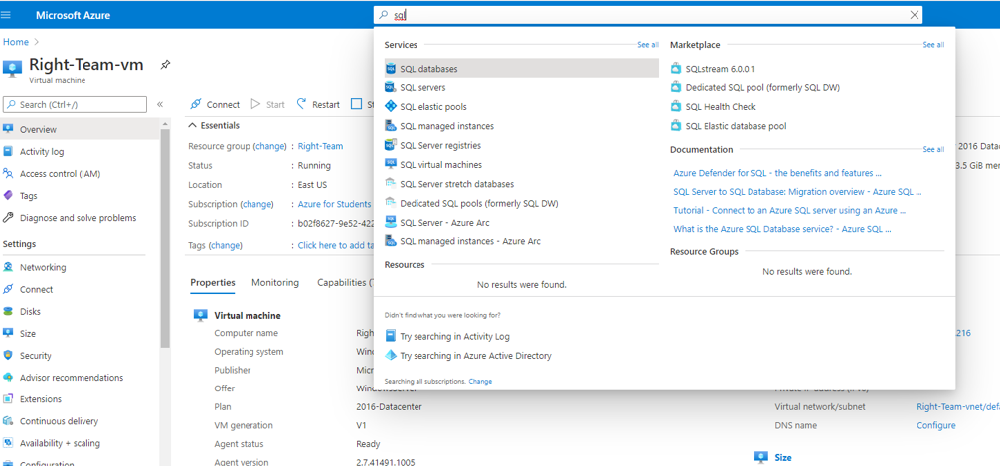 Microsoft Azure
sql
Home
Right-Team-vm
Virtual machine
Search (Ctrl+/)
Overview
Activity log
Access control (IAM)
Tags
Diagnose and solve problems
Settings
Networking
Connect
Disks
Size
Security
Advisor recommendations
Extensions
Continuous delivery
Availability + scaling
Configuration
Connect
Start
Restart
Essentials
Resource group (change) : Right-Team
Status : Running
Location : East US
Subscription (change) : Azure for Students
Subscription ID : b02f8627-9e52-422
Tags (change) : Click here to add ta
Properties
Monitoring
Capabilities (7
Virtual machine
Computer name Righ
Operating system Win
Publisher Micr
Offer WindowsServer
Plan 2016-Datacenter
VM generation V1
Agent status Ready
Agent version 2.7.41491.1005
Services
See all
SQL databases
SQL servers
SQL elastic pools
SQL managed instances
SQL Server registries
SQL virtual machines
SQL Server stretch databases
Dedicated SQL pools (formerly SQL DW)
SQL Server - Azure Arc
SQL managed instances - Azure Arc
Resources
No results were found.
Marketplace
See all
SQLstream 6.0.0.1
Dedicated SQL pool (formerly SQL DW)
SQL Health Check
SQL Elastic database pool
Documentation
See all
Azure Defender for SQL - the benefits and features ...
SQL Server to SQL Database: Migration overview - Azure SQL ...
Tutorial - Connect to an Azure SQL server using an Azure ...
What is the Azure SQL Database service? - Azure SQL ...
Resource Groups
No results were found.
Didn't find what you were looking for?
Try searching in Activity Log
Try searching in Azure Active Directory
Searching all subscriptions. Change
2016 Datac
3.5 GiB mem
216
Virtual network/subnet Right-Team-vnet/def
DNS name Configure
Size